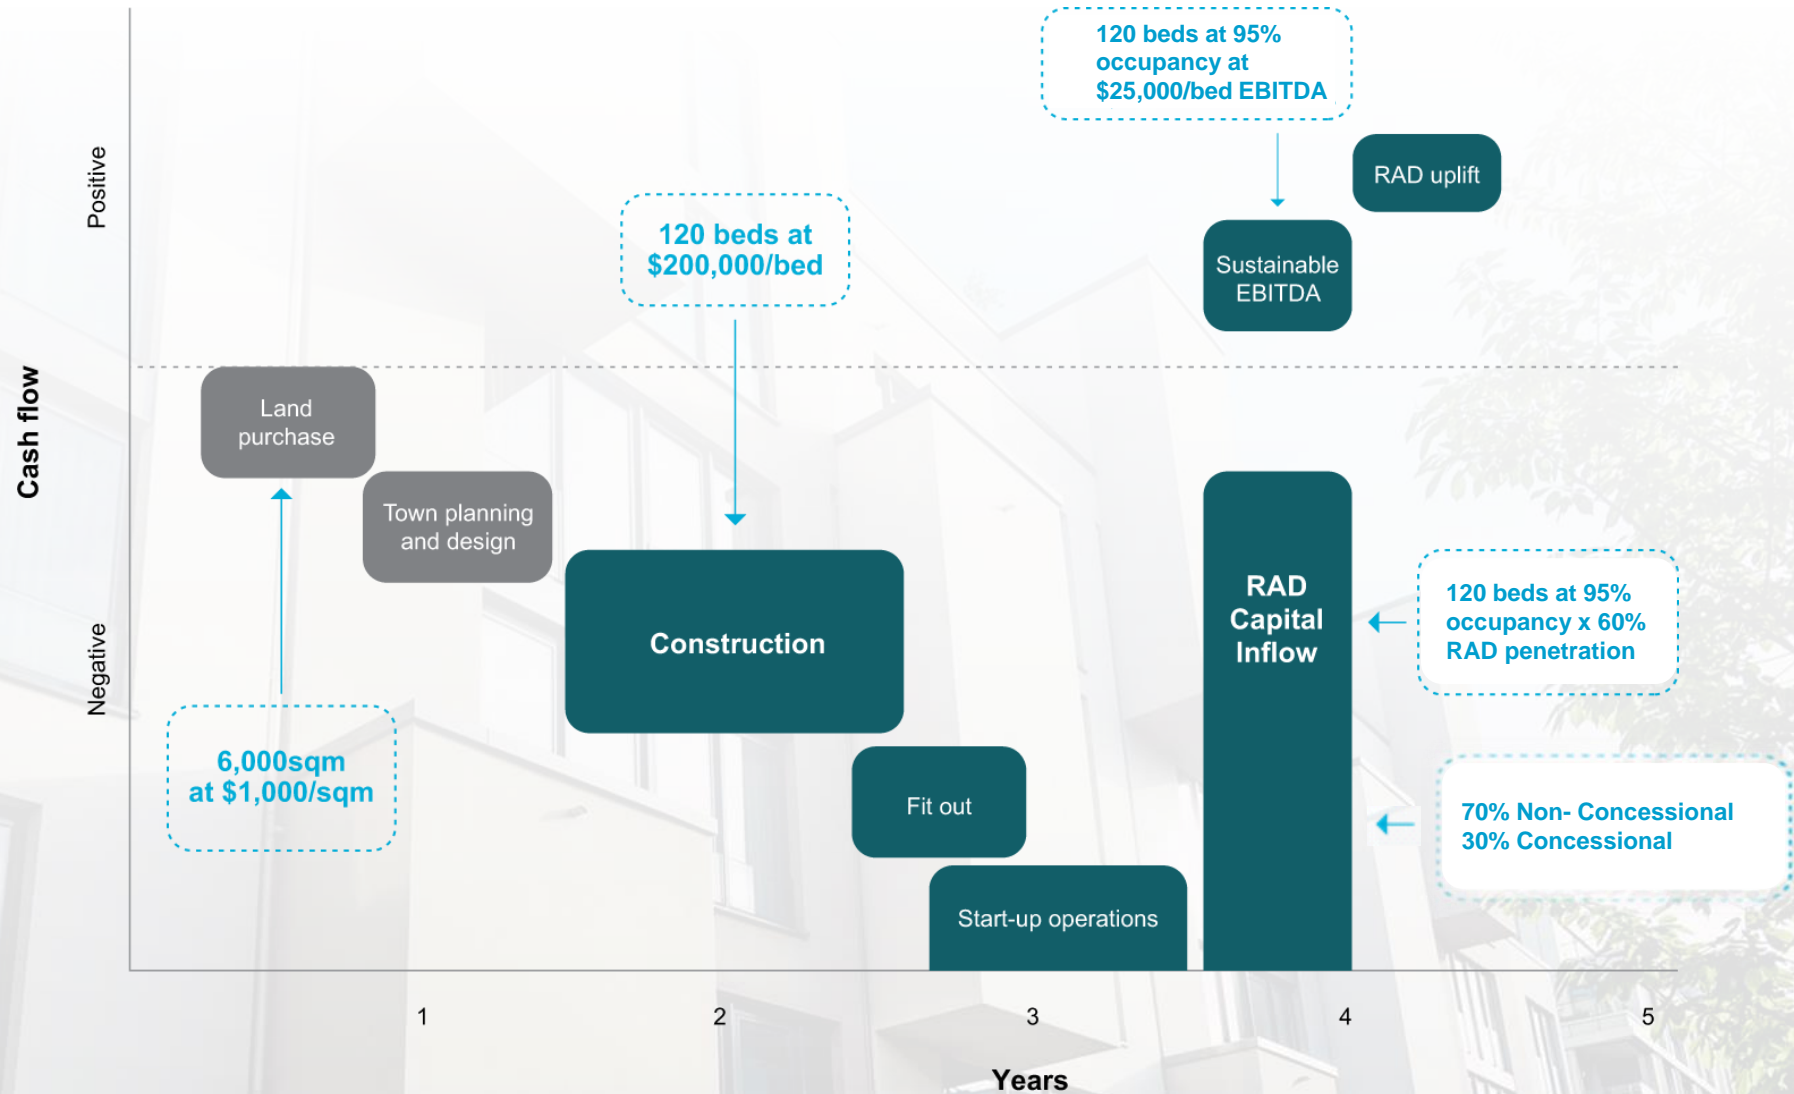 120 beds at 95%
occupancy at
$25,000/bed EBITDA
RAD uplift
Positive
120 beds at
$200,000/bed
Sustainable
EBITDA
Cash flow
Land
purchase
Town planning
and design
Construction
RAD
Capital
Inflow
120 beds at 95%
occupancy x 60%
RAD penetration
Negative
6,000sqm
at $1,000/sqm
Fit out
70% Non- Concessional
30% Concessional
Start-up operations
1
2
3
4
5
Years